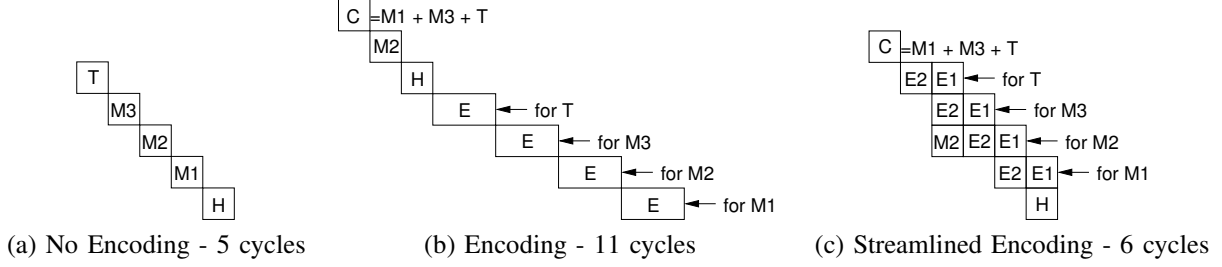 C =M1 + M3 + T
M2
H
E for T
E for M3
E for M2
E for M1
T
M3
M2
M1
H
C =M1 + M3 + T
E2 E1 for T
E2 E1 for M3
M2 E2 E1 for M2
E2 E1 for M1
H
(a) No Encoding - 5 cycles
(b) Encoding - 11 cycles
(c) Streamlined Encoding - 6 cycles